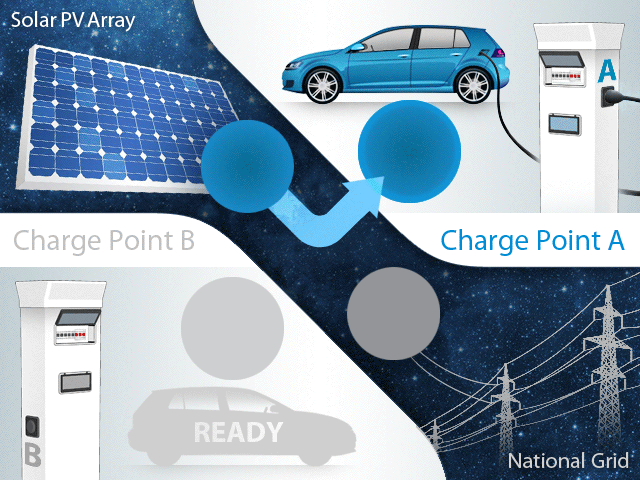 Solar PV Array
A
Charge Point B
Charge Point A
READY
B
National Grid